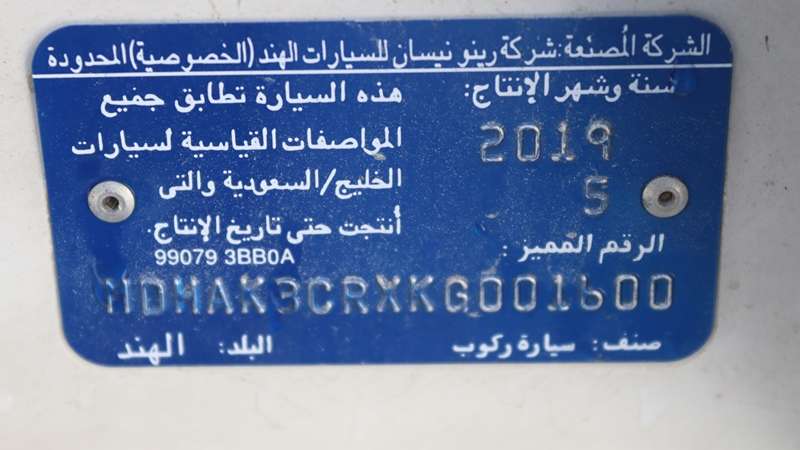 الشركة المُصنّعة: شركة رينو نيسان للسيارات الهند (الخصوصية) المحدودة
سنة وشهر الإنتاج:
2019
5
هذه السيارة تطابق جميع
المواصفات القياسية لسيارات
الخليج/السعودية والتى
أنتجت حتى تاريخ الإنتاج.
99079 3BB0A
الرقم المميز :
MDHAK3CRXKG001600
صنف: سيارة ركوب
البلد: الهند